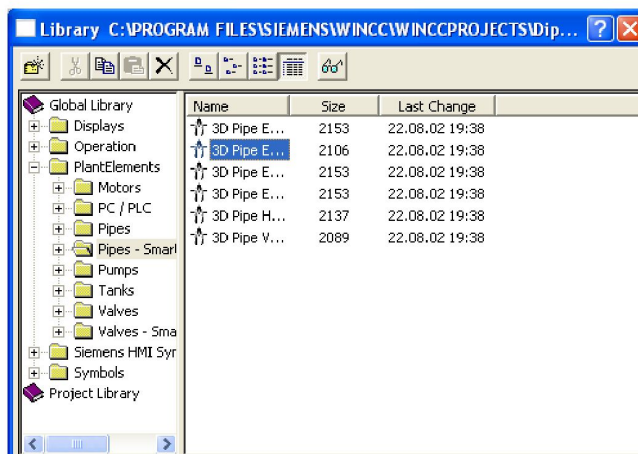 Library C:\PROGRAM FILES\SIEMENS\WINCC\WINCCPROJECTS\Dip...
Global Library
Displays
Operation
PlantElements
Motors
PC / PLC
Pipes
Pipes - Smart
Pumps
Tanks
Valves
Valves - Sma
Siemens HMI Syr
Symbols
Project Library
Name Size Last Change
3D Pipe E... 2153 22.08.02 19:38
3D Pipe E... 2106 22.08.02 19:38
3D Pipe E... 2153 22.08.02 19:38
3D Pipe E... 2153 22.08.02 19:38
3D Pipe H... 2137 22.08.02 19:38
3D Pipe V... 2089 22.08.02 19:38